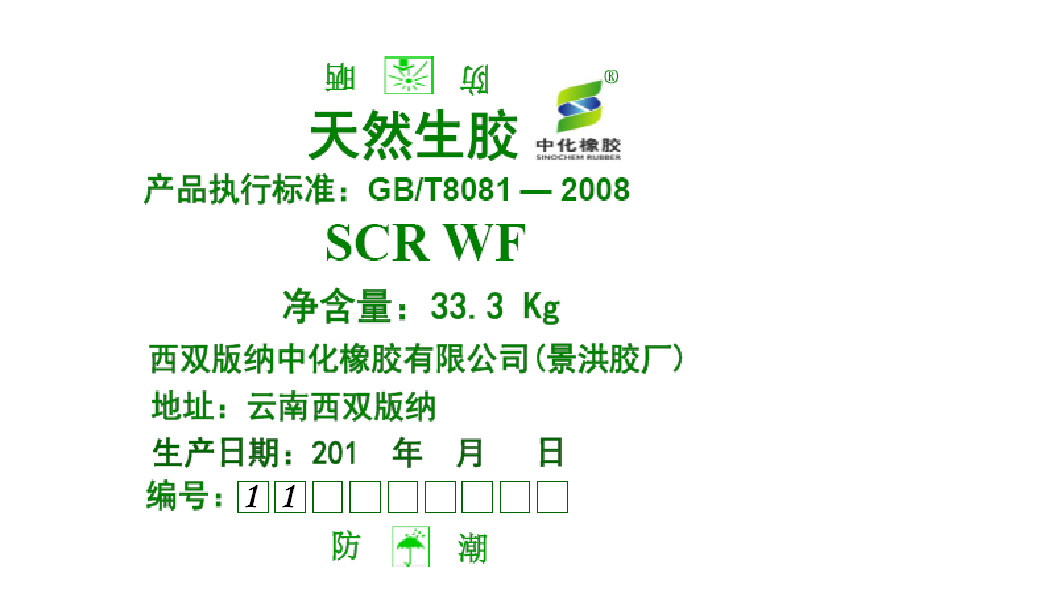 防 晒
天然生胶
®
中化橡胶
SINOCHEM RUBBER
产品执行标准：GB/T8081 — 2008
SCR WF
净含量：33.3 Kg
西双版纳中化橡胶有限公司(景洪胶厂)
地址：云南西双版纳
生产日期：201 年 月 日
编号：11
防 潮